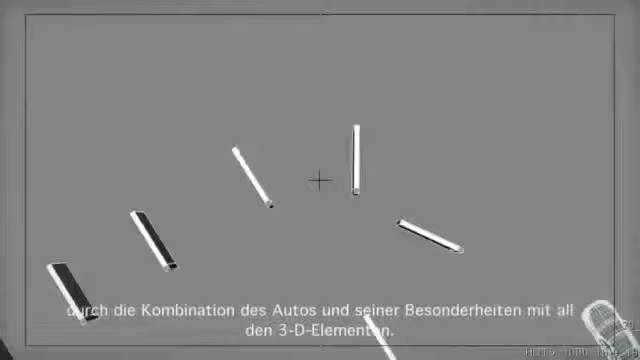 durch die Kombination des Autos und seiner Besonderheiten mit all
den 3-D-Elementen.